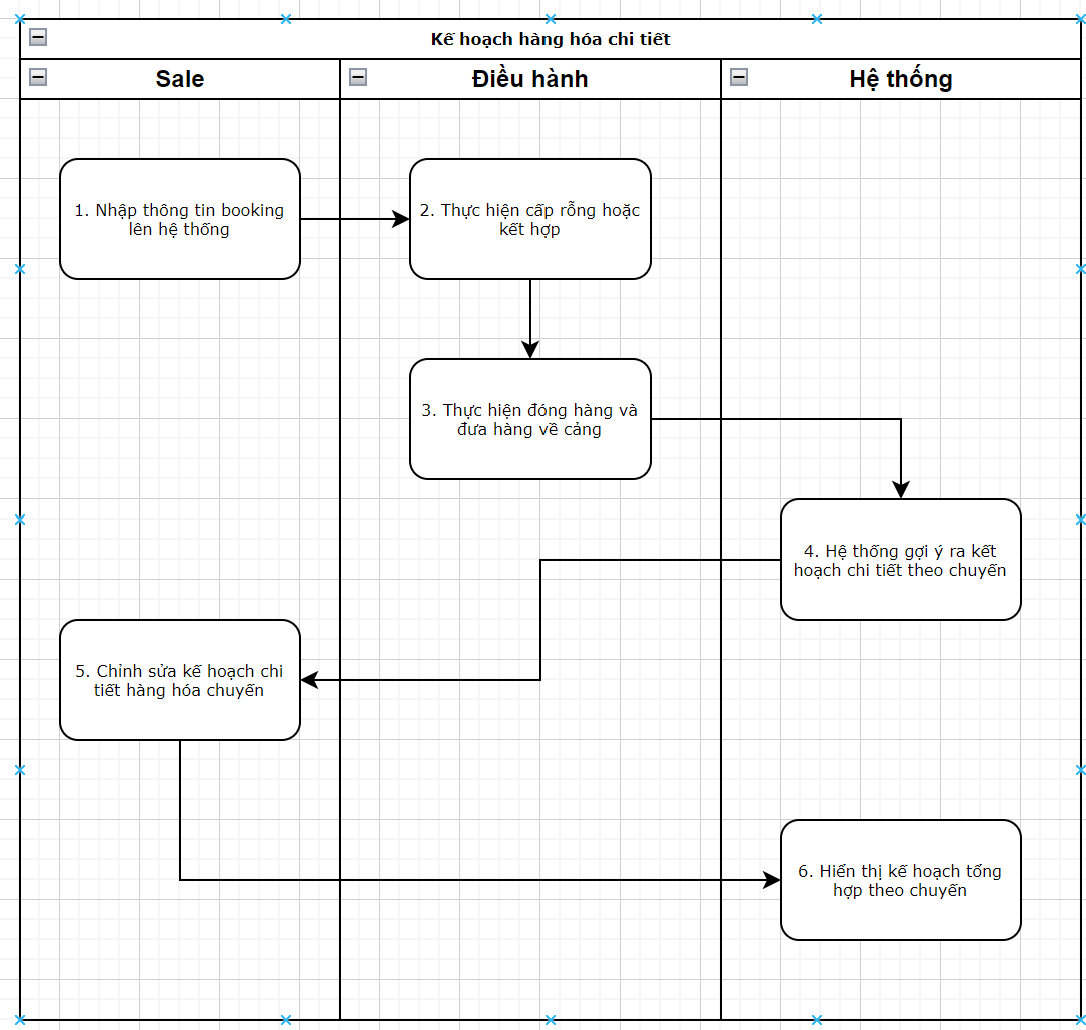 Kế hoạch hàng hóa chi tiết
Sale
Điều hành
Hệ thống
1. Nhập thông tin booking
lên hệ thống
2. Thực hiện cấp rỗng hoặc
kết hợp
3. Thực hiện đóng hàng và
đưa hàng về cảng
4. Hệ thống gợi ý ra kết
hoạch chi tiết theo chuyến
5. Chỉnh sửa kế hoạch chi
tiết hàng hóa chuyến
6. Hiển thị kế hoạch tổng
hợp theo chuyến